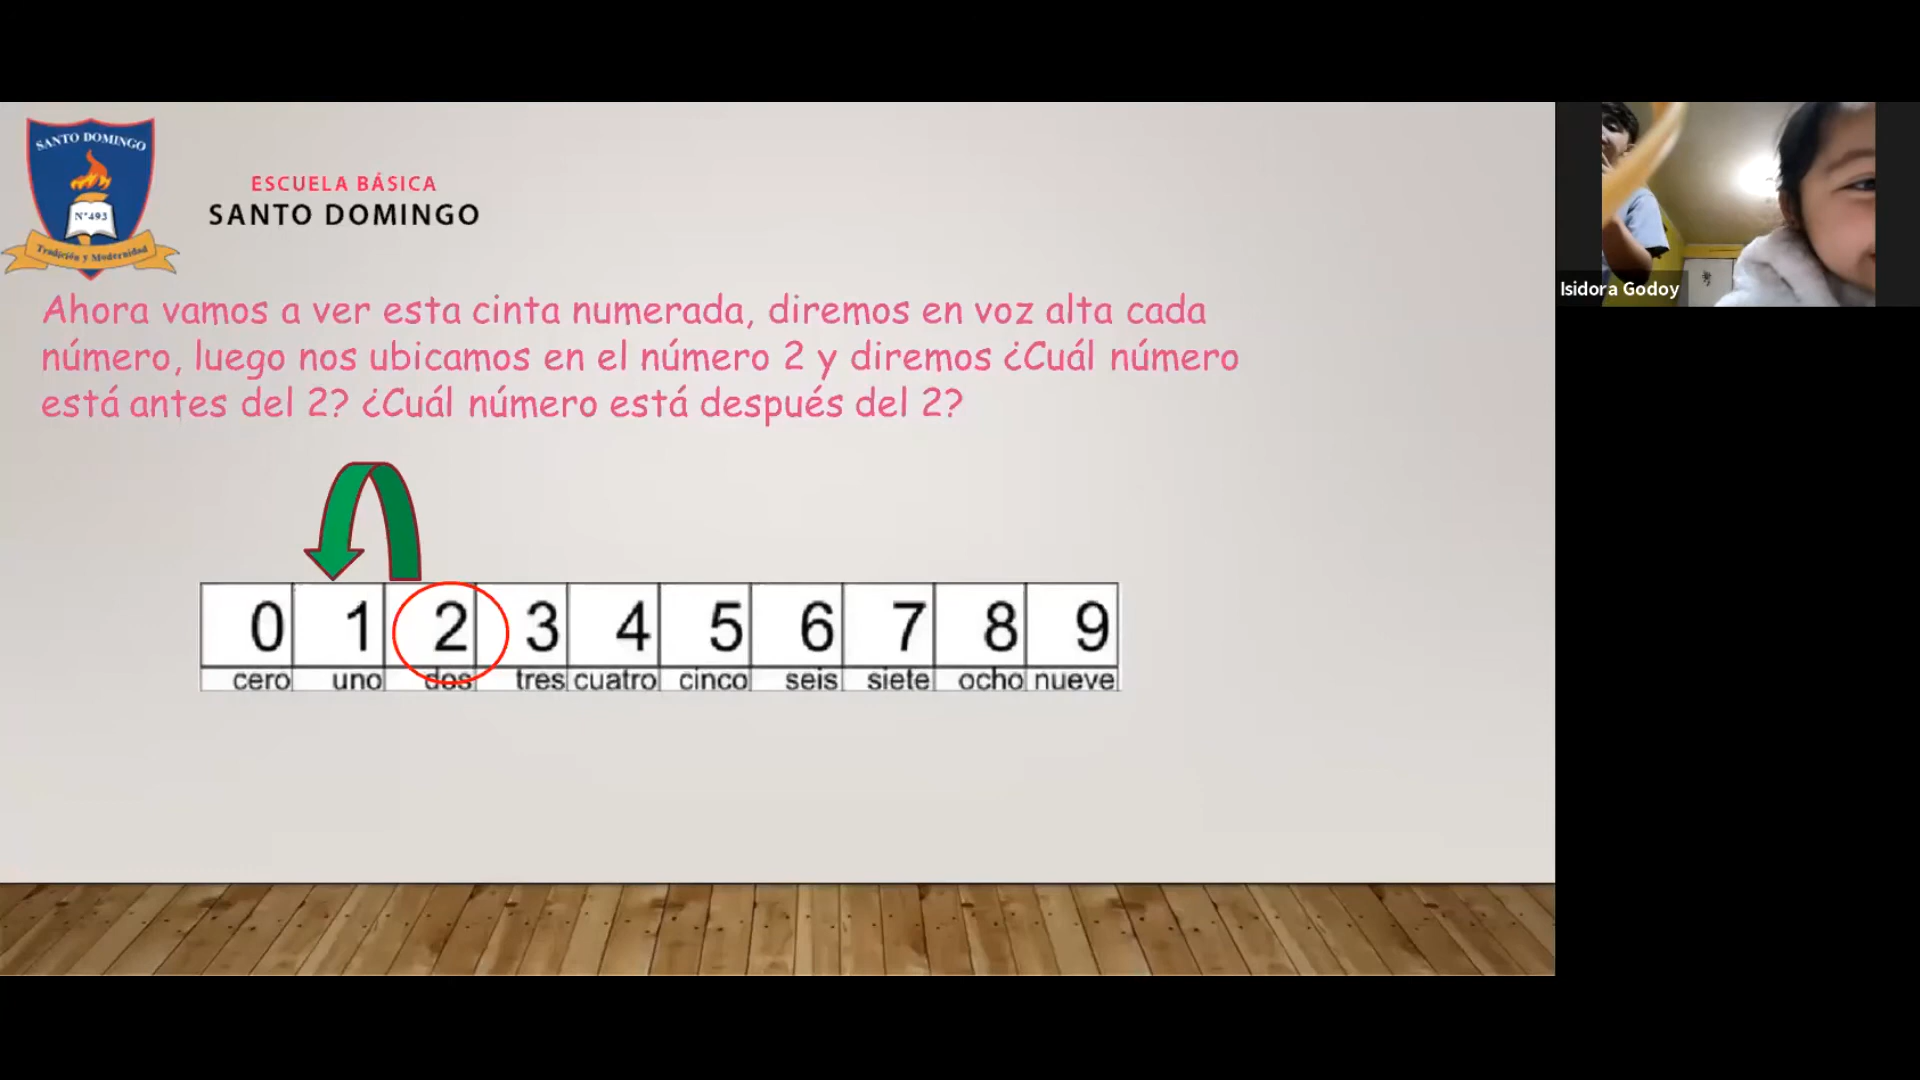 SANTO DOMINGO
N°493
Tradición y Modernidad
ESCUELA BÁSICA
SANTO DOMINGO
Ahora vamos a ver esta cinta numerada, diremos en voz alta cada
número, luego nos ubicamos en el número 2 y diremos ¿Cuál número
está antes del 2? ¿Cuál número está después del 2?
0 1 2 3 4 5 6 7 8 9
cero uno dos tres cuatro cinco seis siete ocho nueve
Isidora Godoy